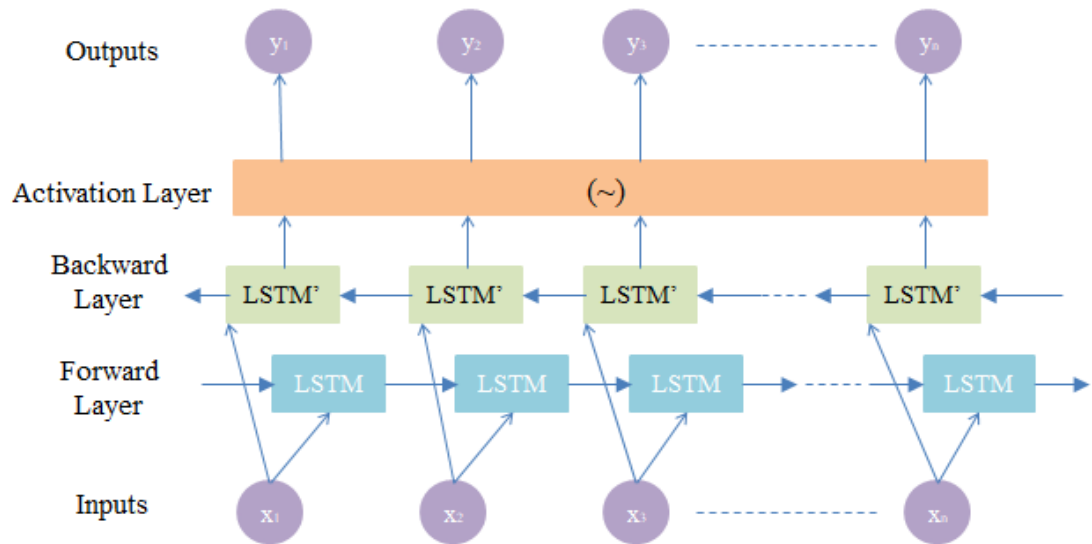 Outputs y₁ y₂ y₃ yₙ
Activation Layer (~)
Backward
Layer
LSTM’ LSTM’ LSTM’ LSTM’
Forward
Layer
LSTM LSTM LSTM LSTM
Inputs x₁ x₂ x₃ xₙ